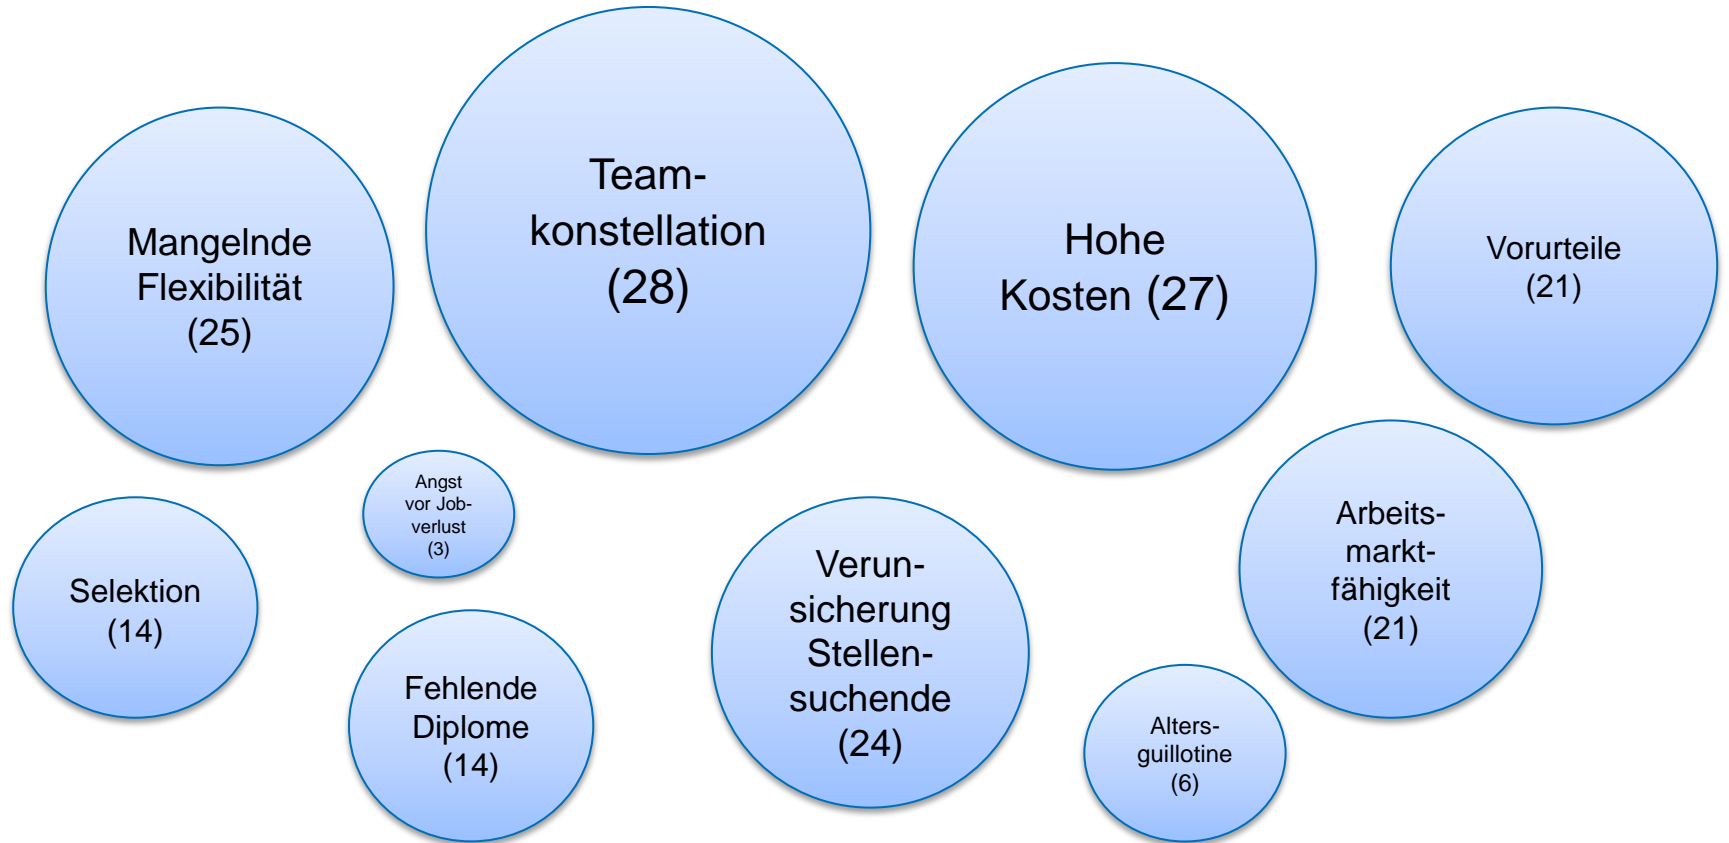 Team-
konstellation
(28)
Mangelnde
Flexibilität
(25)
Hohe
Kosten (27)
Vorurteile
(21)
Angst
vor Job-
verlust
(3)
Selektion
(14)
Fehlende
Diplome
(14)
Verun-
sicherung
Stellen-
suchende
(24)
Arbeits-
markt-
fähigkeit
(21)
Alters-
guillotine
(6)